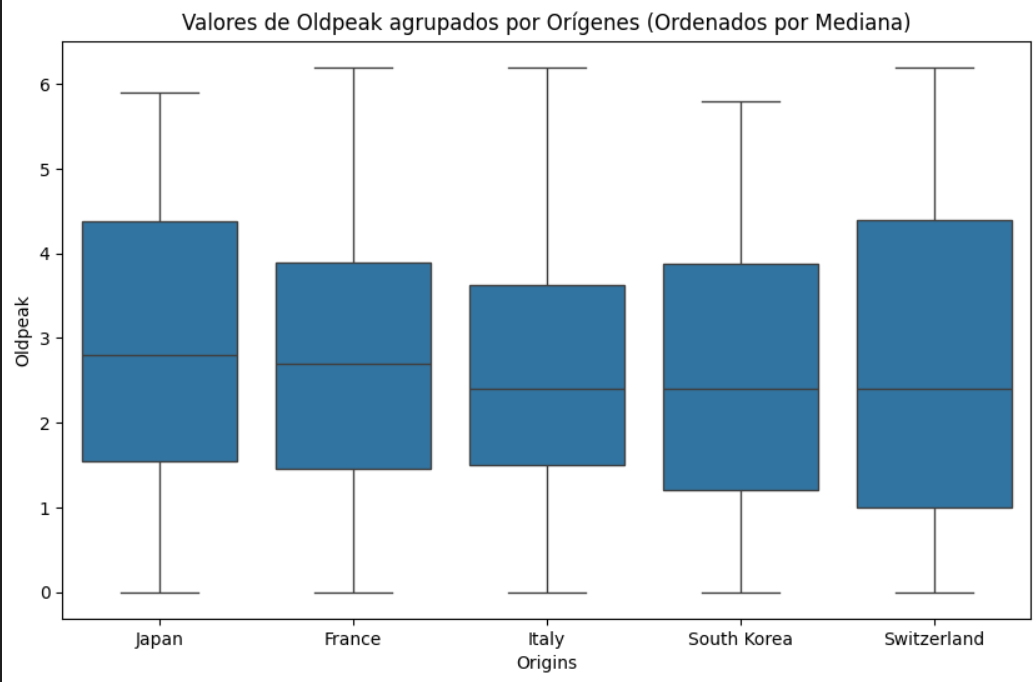 Valores de Oldpeak agrupados por Orígenes (Ordenados por Mediana)
Oldpeak
6
5
4
3
2
1
0
Japan France Italy South Korea Switzerland
Origins